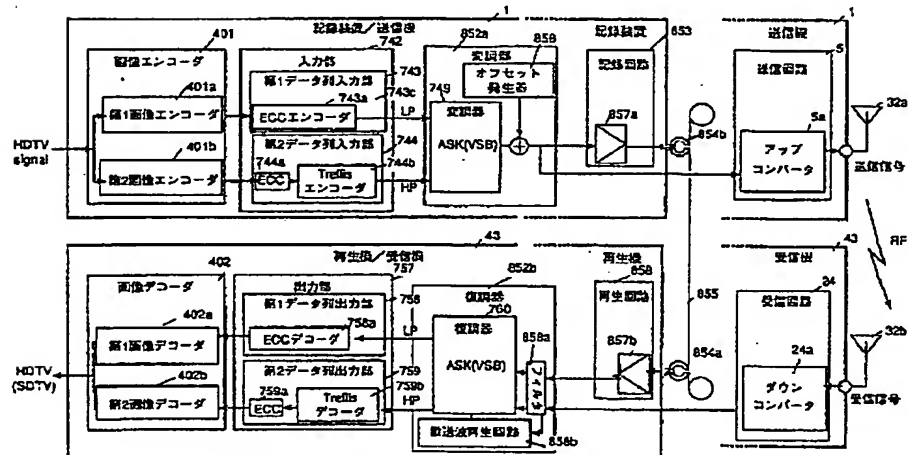 記録装置/送信機
1
401
画像エンコーダ
401a
第1画像エンコーダ
401b
第2画像エンコーダ
HDTV
signal
742
入力部
743
第1データ列入力部
743a
743c
ECCエンコーダ
LP
第2データ列入力部
744
744a
744b
ECC
Trellis
エンコーダ
HP
852a
変調部
858
オフセット
発生器
749
変調器
ASK(VSB)
記録装置
853
記録回路
857a
854b
送信機
1
5
送信回路
5a
アップ
コンバータ
32a
送信信号
RF
855
再生機/受信機
43
402
画像デコーダ
402a
第1画像デコーダ
402b
第2画像デコーダ
HDTV
(SDTV)
757
出力部
第1データ列出力部
758
758a
ECCデコーダ
LP
第2データ列出力部
759
759a
759b
ECC
Trellis
デコーダ
HP
852b
復調部
760
復調器
ASK(VSB)
858a
フィルタ
搬送波再生回路
858b
再生機
858
再生回路
857b
854a
受信機
43
24
受信回路
24a
ダウン
コンバータ
32b
受信信号